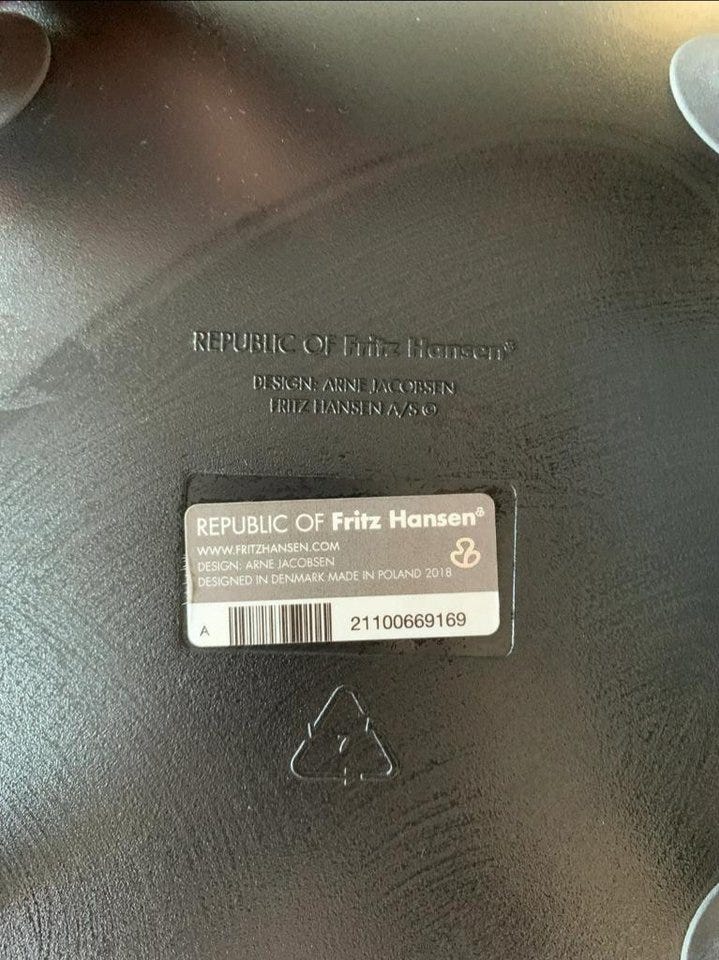 REPUBLIC OF Fritz Hansen®
DESIGN: ARNE JACOBSEN
FRITZ HANSEN A/S ©
REPUBLIC OF Fritz Hansen
WWW.FRITZHANSEN.COM
DESIGN: ARNE JACOBSEN
DESIGNED IN DENMARK MADE IN POLAND 2018
A 21100669169
7